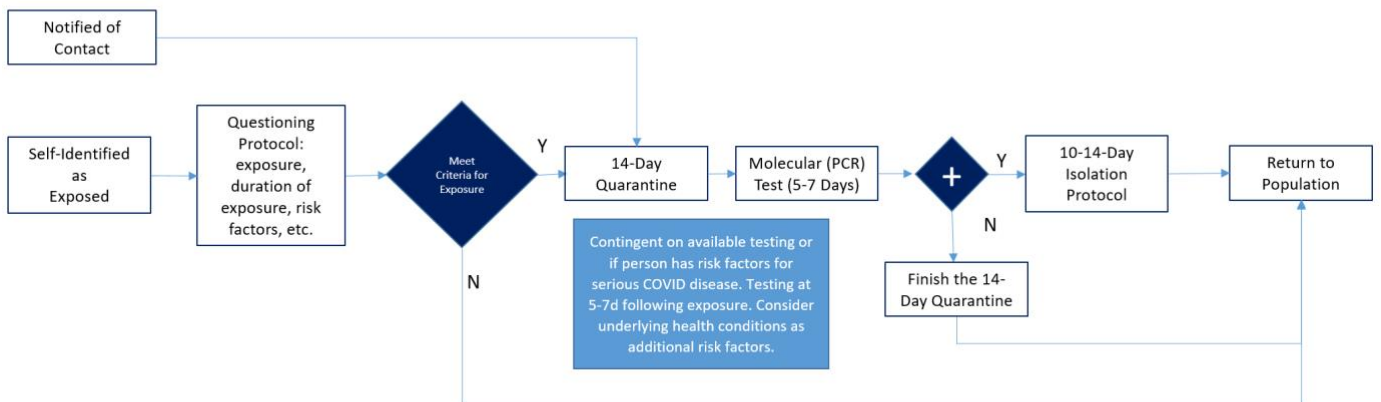 Notified of
Contact
Self-Identified
as
Exposed
Questioning
Protocol:
exposure,
duration of
exposure, risk
factors, etc.
Meet
Criteria for
Exposure
Y
N
14-Day
Quarantine
Molecular (PCR)
Test (5-7 Days)
Contingent on available testing or
if person has risk factors for
serious COVID disease. Testing at
5-7d following exposure. Consider
underlying health conditions as
additional risk factors.
+
Y
N
10-14-Day
Isolation
Protocol
Finish the 14-
Day Quarantine
Return to
Population